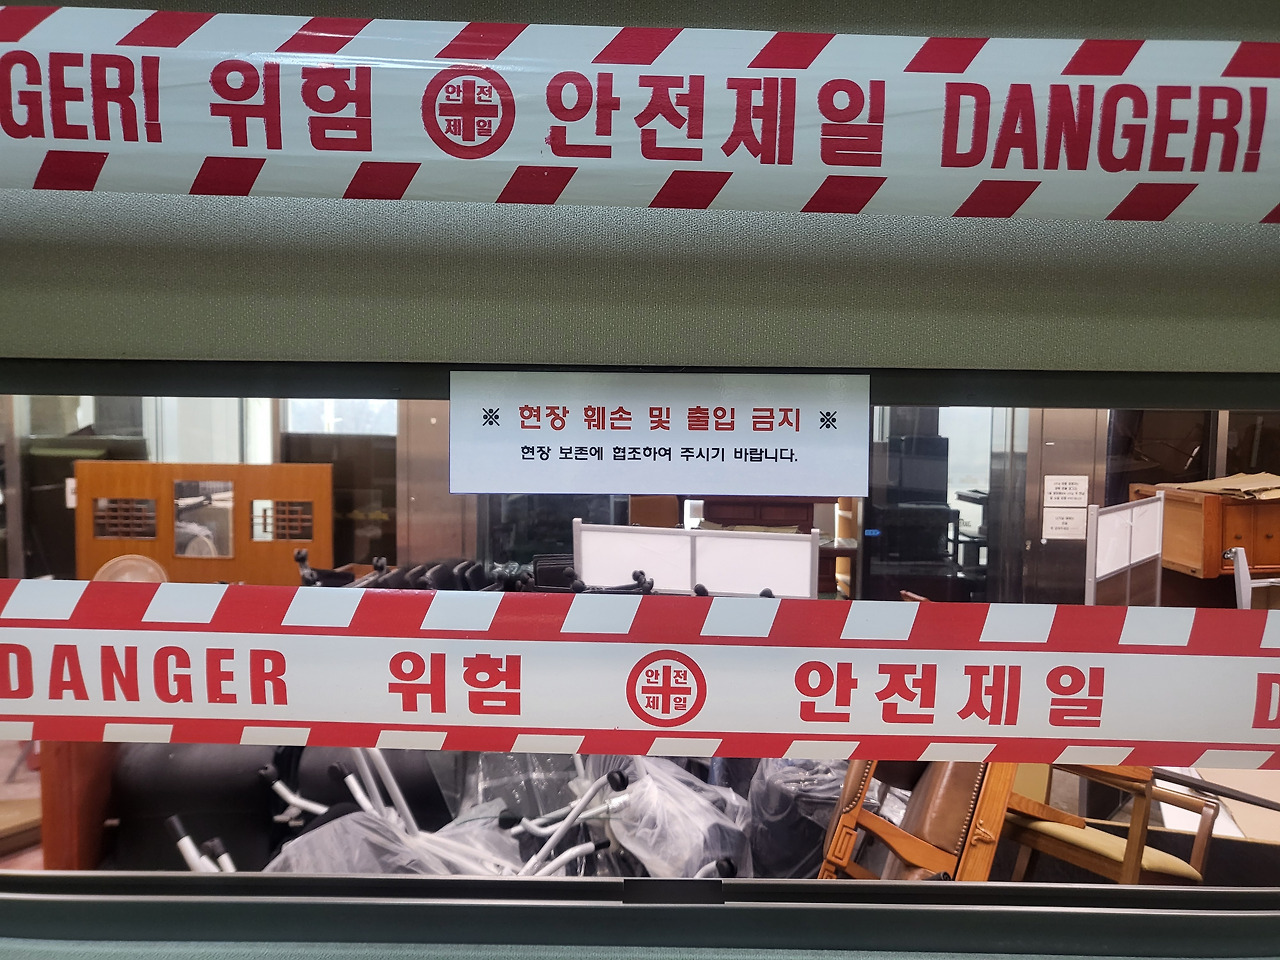 GER! 위험 안전제일 안전제일 DANGER!
※ 현장 훼손 및 출입 금지 ※
현장 보존에 협조하여 주시기 바랍니다.
DANGER 위험 안전제일 안전제일 D